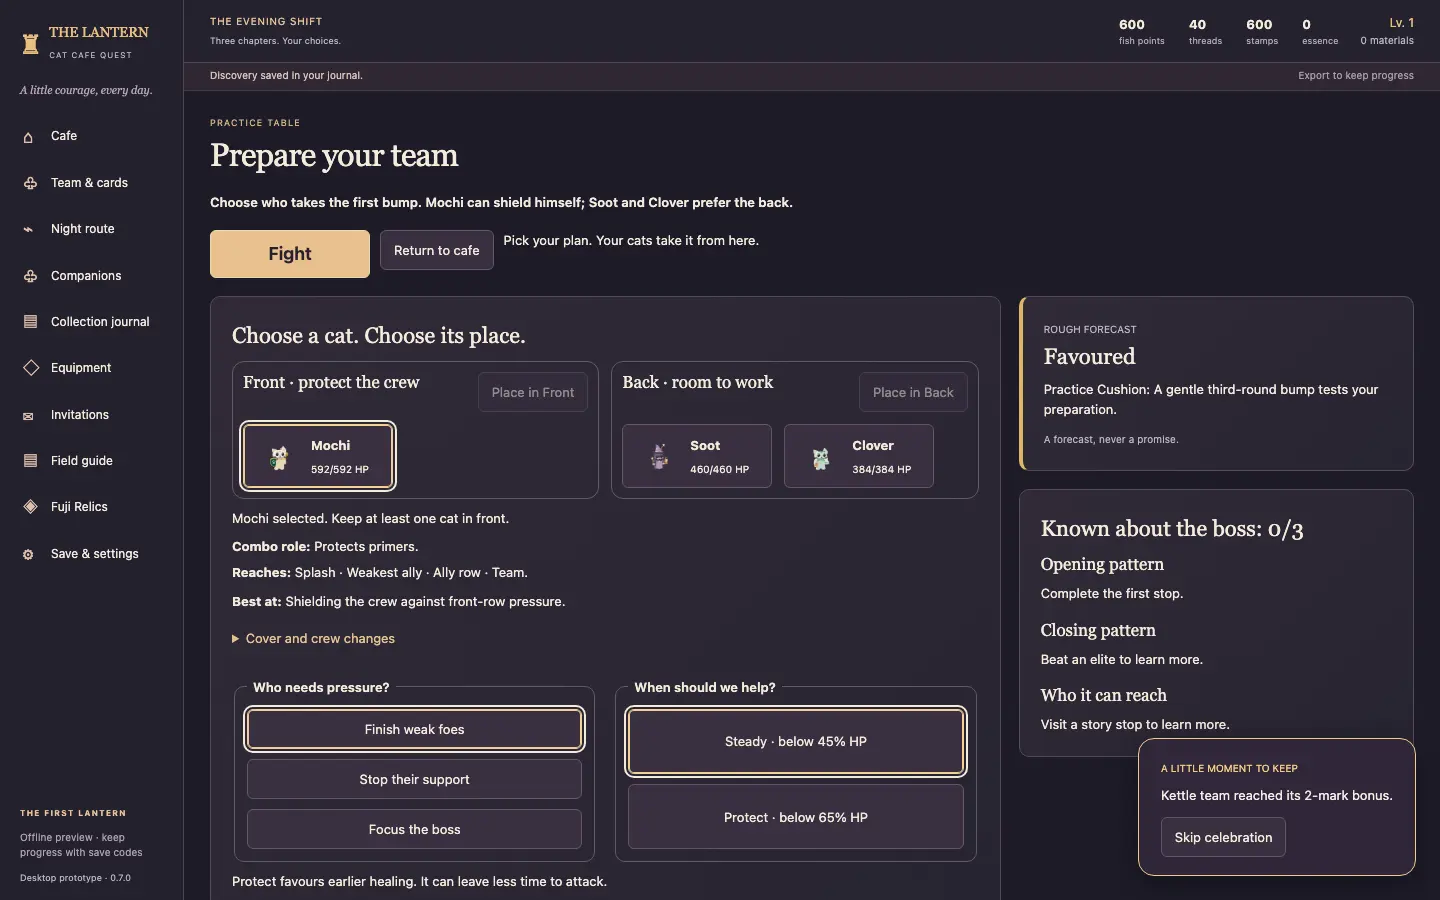 THE LANTERN
CAT CAFE QUEST
A little courage, every day.
Cafe
Team & cards
Night route
Companions
Collection journal
Equipment
Invitations
Field guide
Fuji Relics
Save & settings
THE FIRST LANTERN
Offline preview · keep
progress with save codes
Desktop prototype · 0.7.0
THE EVENING SHIFT
Three chapters. Your choices.
600
fish points
40
threads
600
stamps
0
essence
Lv. 1
0 materials
Discovery saved in your journal.
Export to keep progress
PRACTICE TABLE
Prepare your team
Choose who takes the first bump. Mochi can shield himself; Soot and Clover prefer the back.
Fight
Return to cafe
Pick your plan. Your cats take it from here.
Choose a cat. Choose its place.
Front · protect the crew
Place in Front
Mochi
592/592 HP
Back · room to work
Place in Back
Soot
460/460 HP
Clover
384/384 HP
Mochi selected. Keep at least one cat in front.
Combo role: Protects primers.
Reaches: Splash · Weakest ally · Ally row · Team.
Best at: Shielding the crew against front-row pressure.
Cover and crew changes
Who needs pressure?
Finish weak foes
Stop their support
Focus the boss
When should we help?
Steady · below 45% HP
Protect · below 65% HP
Protect favours earlier healing. It can leave less time to attack.
ROUGH FORECAST
Favoured
Practice Cushion: A gentle third-round bump tests your
preparation.
A forecast, never a promise.
Known about the boss: 0/3
Opening pattern
Complete the first stop.
Closing pattern
Beat an elite to learn more.
Who it can reach
Visit a story stop to learn more.
A LITTLE MOMENT TO KEEP
Kettle team reached its 2-mark bonus.
Skip celebration